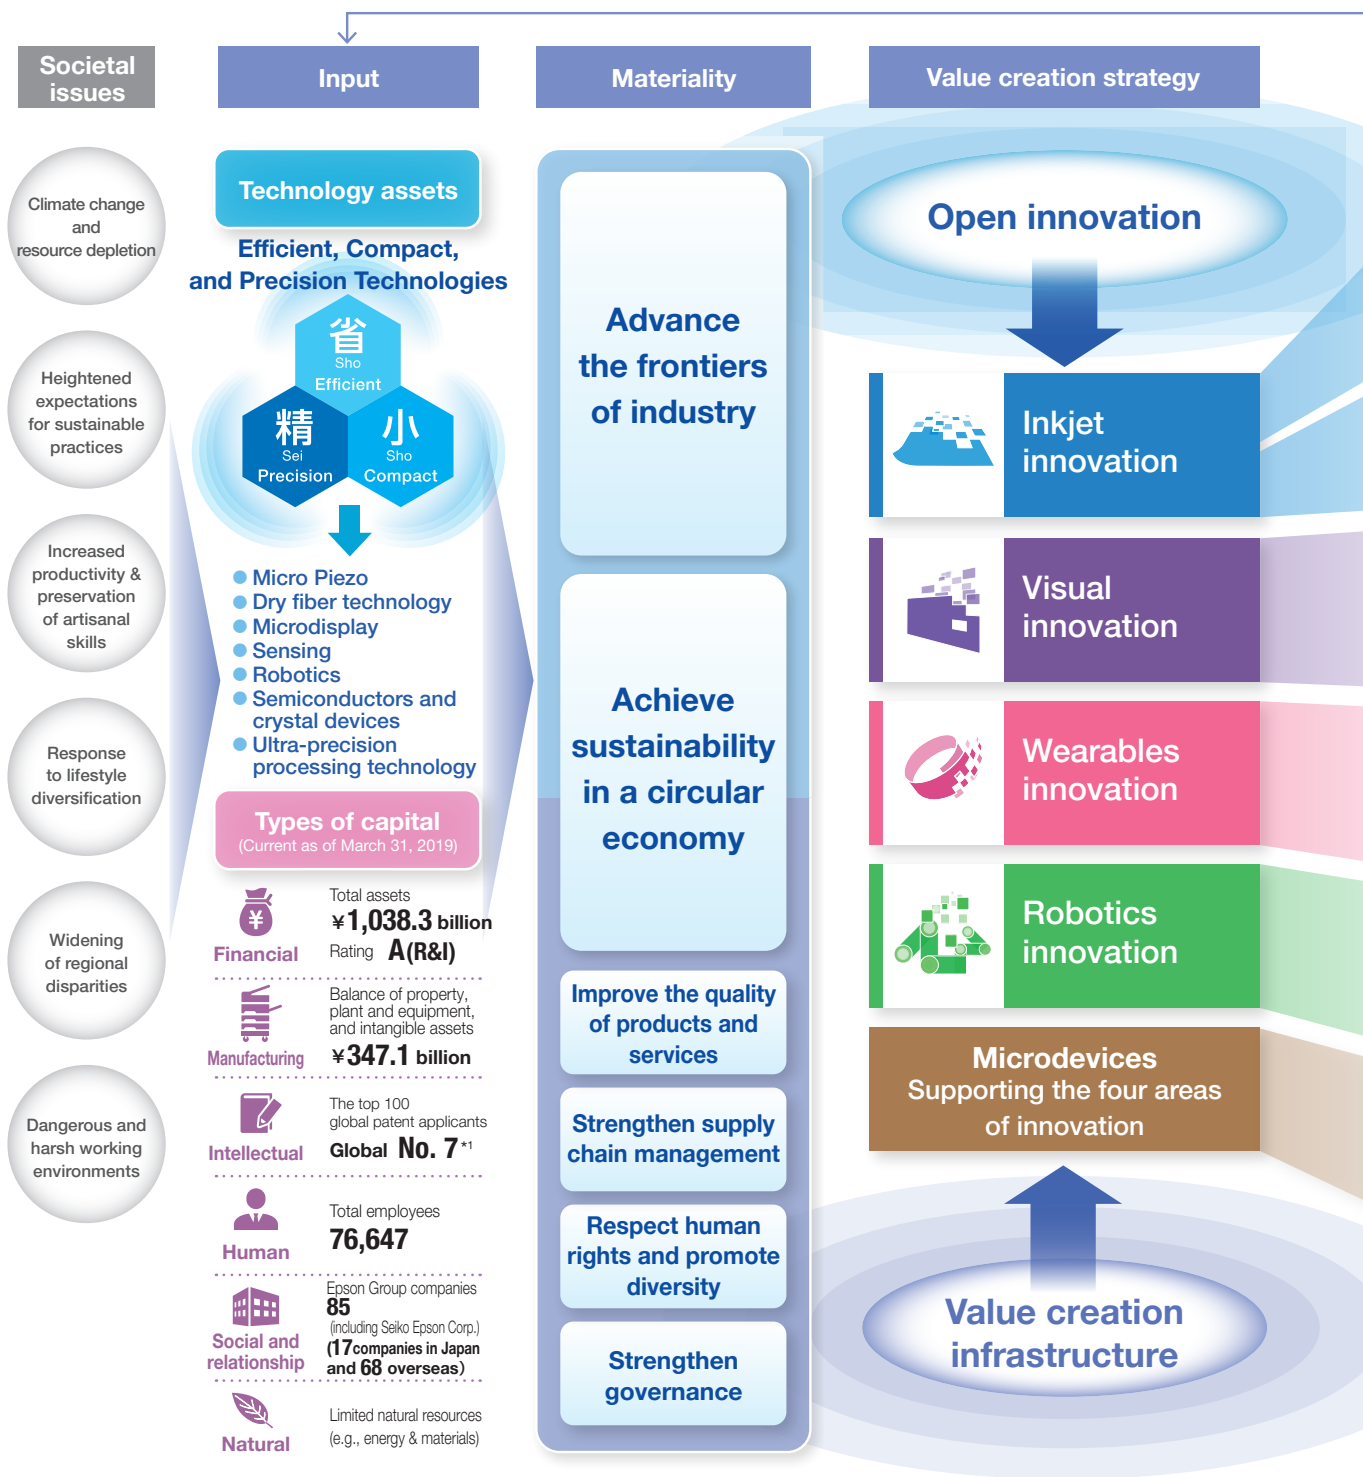 Societal
issues
Climate change
and
resource depletion
Heightened
expectations
for sustainable
practices
Increased
productivity &
preservation
of artisanal
skills
Response
to lifestyle
diversification
Widening
of regional
disparities
Dangerous and
harsh working
environments
Input
Technology assets
Efficient, Compact,
and Precision Technologies
省
Sho
Efficient
精
Sei
Precision
小
Sho
Compact
Micro Piezo
Dry fiber technology
Microdisplay
Sensing
Robotics
Semiconductors and
crystal devices
Ultra-precision
processing technology
Types of capital
(Current as of March 31, 2019)
¥
Financial
Total assets
¥1,038.3 billion
Rating A(R&I)
Manufacturing
Balance of property,
plant and equipment,
and intangible assets
¥347.1 billion
Intellectual
The top 100
global patent applicants
Global No. 7*1
Human
Total employees
76,647
Social and
relationship
Epson Group companies
85
(including Seiko Epson Corp.)
(17companies in Japan
and 68 overseas)
Natural
Limited natural resources
(e.g., energy & materials)
Materiality
Advance
the frontiers
of industry
Achieve
sustainability
in a circular
economy
Improve the quality
of products and
services
Strengthen supply
chain management
Respect human
rights and promote
diversity
Strengthen
governance
Value creation strategy
Open innovation
Inkjet
innovation
Visual
innovation
Wearables
innovation
Robotics
innovation
Microdevices
Supporting the four areas
of innovation
Value creation
infrastructure